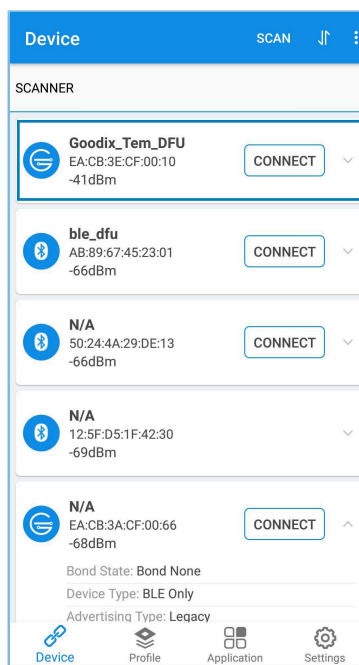 Device SCAN
SCANNER
Goodix_Tem_DFU
EA:CB:3E:CF:00:10 CONNECT
-41dBm
ble_dfu
AB:89:67:45:23:01 CONNECT
-66dBm
N/A
50:24:4A:29:DE:13 CONNECT
-66dBm
N/A
12:5F:D5:1F:42:30
-69dBm
N/A
EA:CB:3A:CF:00:66 CONNECT
-68dBm
Bond State: Bond None
Device Type: BLE Only
Advertising Type: Legacy
Device Profile Application Settings